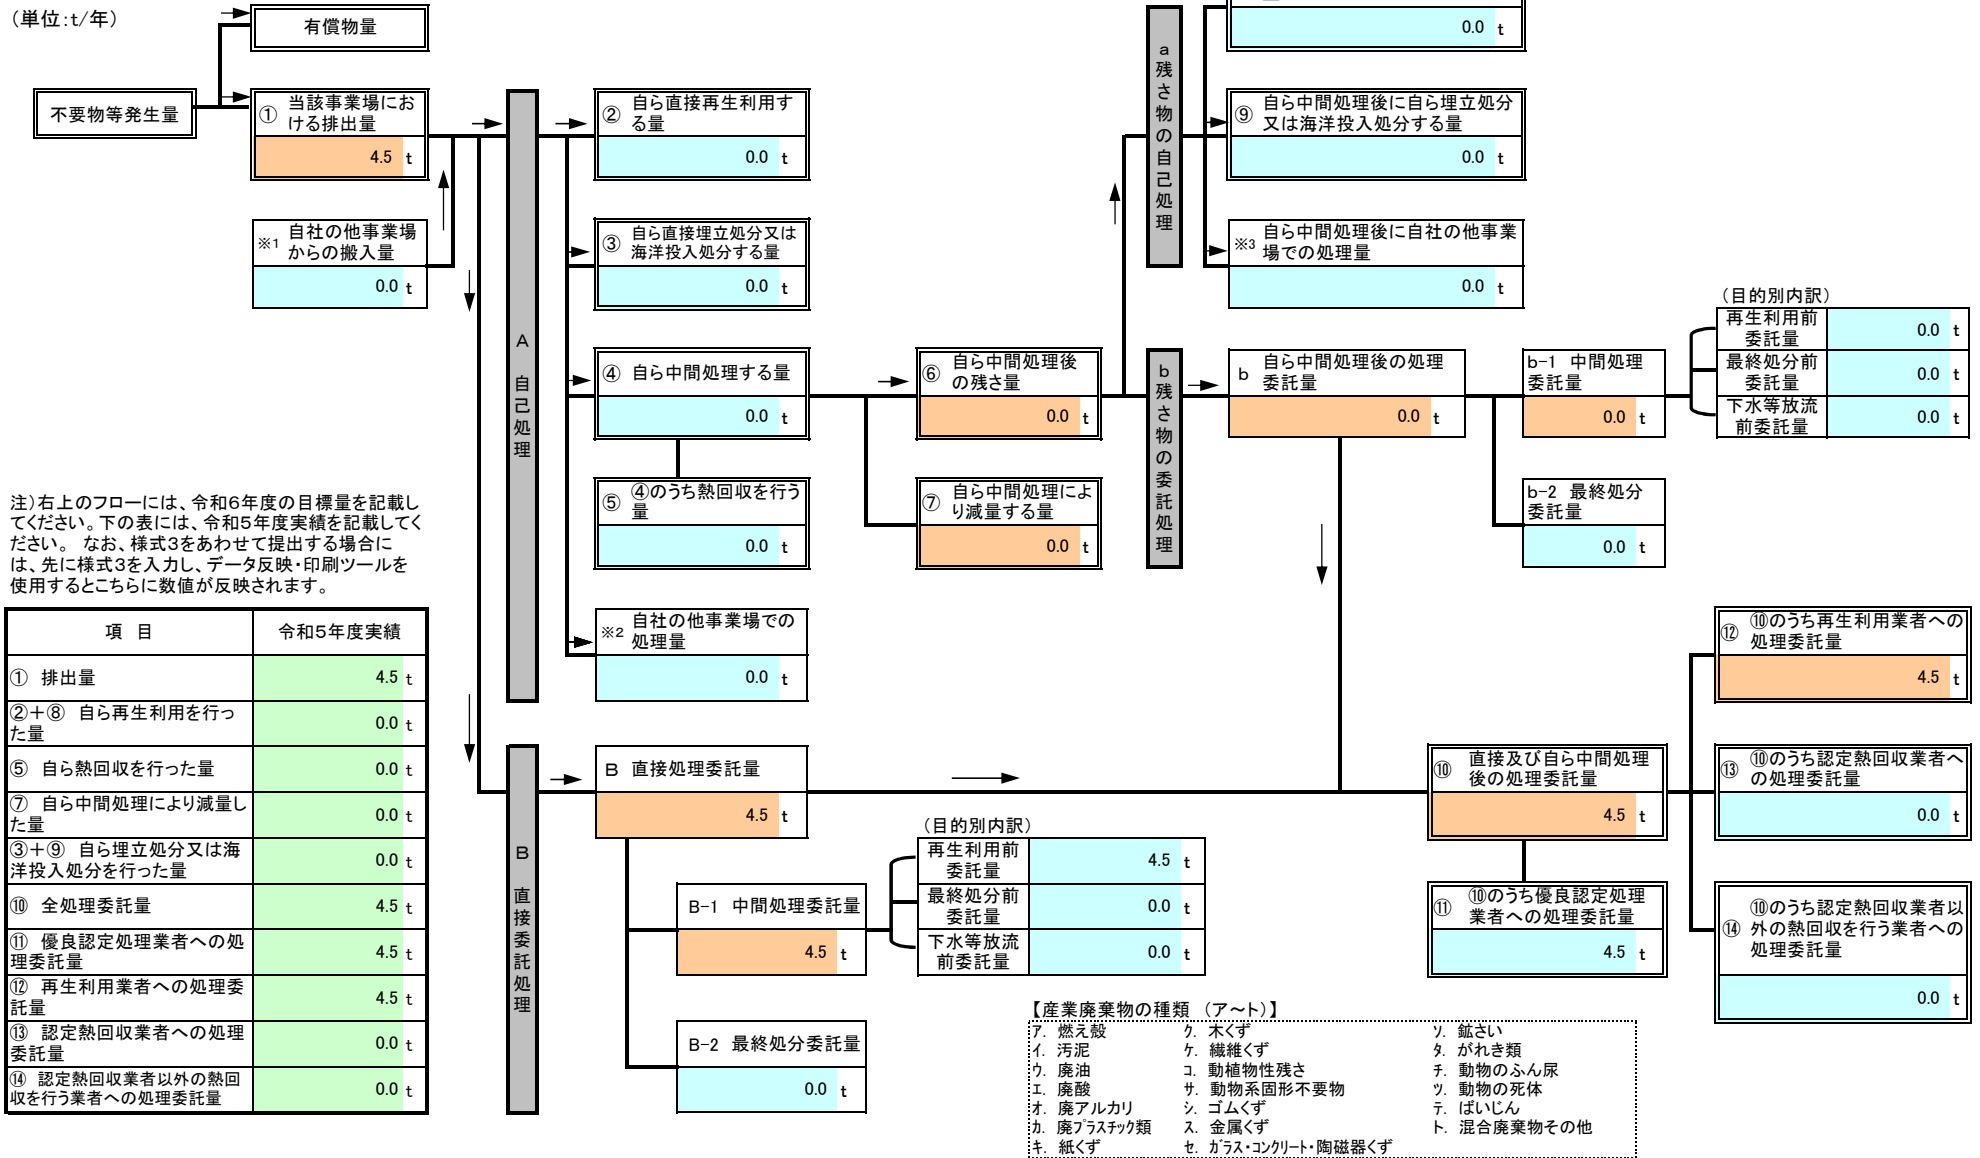 （単位:t/年）
有償物量
0.0 t
不要物等発生量
① 当該事業場にお
ける排出量
4.5 t
※1 自社の他事業場
からの搬入量
0.0 t
A 自己処理
② 自ら直接再生利用す
る量
0.0 t
③ 自ら直接埋立処分又は
海洋投入処分する量
0.0 t
④ 自ら中間処理する量
0.0 t
⑤ ④のうち熱回収を行う
量
0.0 t
※2 自社の他事業場での
処理量
0.0 t
⑥ 自ら中間処理後
の残さ量
0.0 t
⑦ 自ら中間処理によ
り減量する量
0.0 t
a 残さ物の自己処理
⑨ 自ら中間処理後に自ら埋立処分
又は海洋投入処分する量
0.0 t
※3 自ら中間処理後に自社の他事業
場での処理量
0.0 t
b 残さ物の委託処理
b 自ら中間処理後の処理
委託量
0.0 t
b-1 中間処理
委託量
0.0 t
（目的別内訳）
再生利用前
委託量
0.0 t
最終処分前
委託量
0.0 t
下水等放流
前委託量
0.0 t
b-2 最終処分
委託量
0.0 t
注）右上のフローには、令和６年度の目標量を記載し
てください。下の表には、令和５年度実績を記載してく
ださい。 なお、様式３をあわせて提出する場合に
は、先に様式３を入力し、データ反映・印刷ツールを
使用するとこちらに数値が反映されます。
項 目 令和５年度実績
① 排出量 4.5 t
②＋⑧ 自ら再生利用を行っ
た量 0.0 t
⑤ 自ら熱回収を行った量 0.0 t
⑦ 自ら中間処理により減量し
た量 0.0 t
③＋⑨ 自ら埋立処分又は海
洋投入処分を行った量 0.0 t
⑩ 全処理委託量 4.5 t
⑪ 優良認定処理業者への処
理委託量 4.5 t
⑫ 再生利用業者への処理委
託量 4.5 t
⑬ 認定熱回収業者への処理
委託量 0.0 t
⑭ 認定熱回収業者以外の熱回
収を行う業者への処理委託量 0.0 t
B 直接委託処理
B 直接処理委託量
4.5 t
B-1 中間処理委託量
4.5 t
（目的別内訳）
再生利用前
委託量
4.5 t
最終処分前
委託量
0.0 t
下水等放流
前委託量
0.0 t
B-2 最終処分委託量
0.0 t
⑩ 直接及び自ら中間処理
後の処理委託量
4.5 t
⑪ ⑩のうち優良認定処理
業者への処理委託量
4.5 t
⑫ ⑩のうち再生利用業者への
処理委託量
4.5 t
⑬ ⑩のうち認定熱回収業者へ
の処理委託量
0.0 t
⑭ ⑩のうち認定熱回収業者以
外の熱回収を行う業者への
処理委託量
0.0 t
【産業廃棄物の種類 （ア～ト）】
ｱ. 燃え殻 ｸ. 木くず ｿ. 鉱さい
ｲ. 汚泥 ｹ. 繊維くず ﾀ. がれき類
ｳ. 廃油 ｺ. 動植物性残さ ﾁ. 動物のふん尿
ｴ. 廃酸 ｻ. 動物系固形不要物 ﾂ. 動物の死体
ｵ. 廃アルカリ ｼ. ゴムくず ﾃ. ばいじん
ｶ. 廃ﾌﾟﾗｽﾁｯｸ類 ｽ. 金属くず ﾄ. 混合廃棄物その他
ｷ. 紙くず ｾ. ｶﾞﾗｽ・ｺﾝｸﾘｰﾄ・陶磁器くず